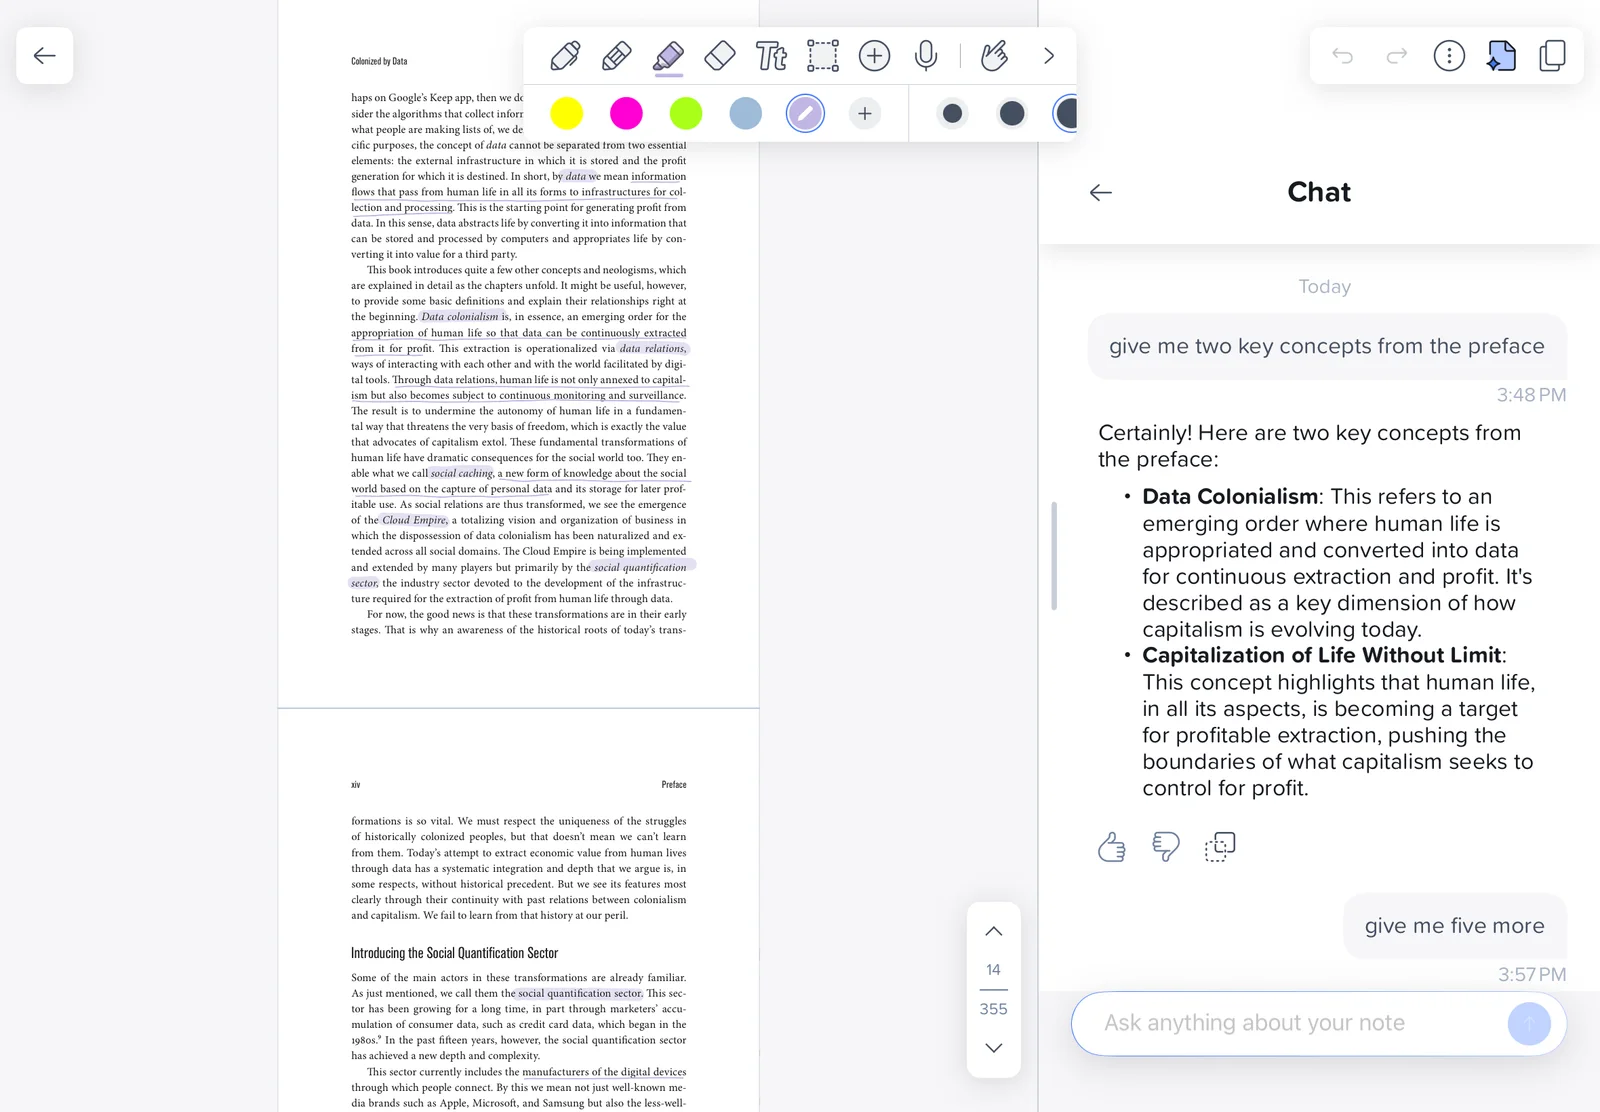 Colonized by Data
haps on Google's Keep app, then we do
sider the algorithms that collect inforn
what people are making lists of, we de
cific purposes, the concept of data cannot be separated from two essential
elements: the external infrastructure in which it is stored and the profit
generation for which it is destined. In short, by data we mean information
flows that pass from human life in all its forms to infrastructures for col-
lection and processing. This is the starting point for generating profit from
data. In this sense, data abstracts life by converting it into information that
can be stored and processed by computers and appropriates life by con-
verting it into value for a third party.
This book introduces quite a few other concepts and neologisms, which
are explained in detail as the chapters unfold. It might be useful, however,
to provide some basic definitions and explain their relationships right at
the beginning. Data colonialism is, in essence, an emerging order for the
appropriation of human life so that data can be continuously extracted
from it for profit. This extraction is operationalized via data relations,
ways of interacting with each other and with the world facilitated by digi-
tal tools. Through data relations, human life is not only annexed to capital-
ism but also becomes subject to continuous monitoring and surveillance.
The result is to undermine the autonomy of human life in a fundamen-
tal way that threatens the very basis of freedom, which is exactly the value
that advocates of capitalism extol. These fundamental transformations of
human life have dramatic consequences for the social world too. They en-
able what we call social caching, a new form of knowledge about the social
world based on the capture of personal data and its storage for later prof-
itable use. As social relations are thus transformed, we see the emergence
of the Cloud Empire, a totalizing vision and organization of business in
which the dispossession of data colonialism has been naturalized and ex-
tended across all social domains. The Cloud Empire is being implemented
and extended by many players but primarily by the social quantification
sector, the industry sector devoted to the development of the infrastruc-
ture required for the extraction of profit from human life through data.
For now, the good news is that these transformations are in their early
stages. That is why an awareness of the historical roots of today's trans-
xiv Preface
formations is so vital. We must respect the uniqueness of the struggles
of historically colonized peoples, but that doesn't mean we can't learn
from them. Today's attempt to extract economic value from human lives
through data has a systematic integration and depth that we argue is, in
some respects, without historical precedent. But we see its features most
clearly through their continuity with past relations between colonialism
and capitalism. We fail to learn from that history at our peril.
Introducing the Social Quantification Sector
Some of the main actors in these transformations are already familiar.
As just mentioned, we call them the social quantification sector. This sec-
tor has been growing for a long time, in part through marketers' accu-
mulation of consumer data, such as credit card data, which began in the
1980s.⁹ In the past fifteen years, however, the social quantification sector
has achieved a new depth and complexity.
This sector currently includes the manufacturers of the digital devices
through which people connect. By this we mean not just well-known me-
dia brands such as Apple, Microsoft, and Samsung but also the less-well-
Tt
14
355
Chat
Today
give me two key concepts from the preface
3:48 PM
Certainly! Here are two key concepts from
the preface:
• Data Colonialism: This refers to an
emerging order where human life is
appropriated and converted into data
for continuous extraction and profit. It's
described as a key dimension of how
capitalism is evolving today.
• Capitalization of Life Without Limit:
This concept highlights that human life,
in all its aspects, is becoming a target
for profitable extraction, pushing the
boundaries of what capitalism seeks to
control for profit.
give me five more
3:57 PM
Ask anything about your note